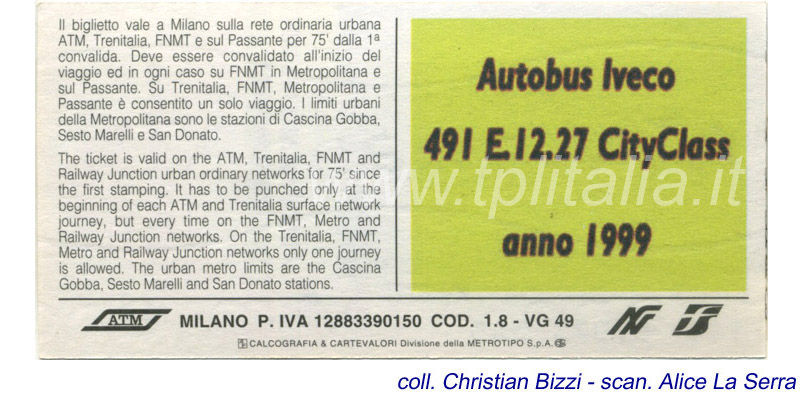 Il biglietto vale a Milano sulla rete ordinaria urbana
ATM, Trenitalia, FNMT e sul Passante per 75' dalla 1ª
convalida. Deve essere convalidato all'inizio del
viaggio ed in ogni caso su FNMT in Metropolitana e
sul Passante. Su Trenitalia, FNMT, Metropolitana e
Passante è consentito un solo viaggio. I limiti urbani
della Metropolitana sono le stazioni di Cascina Gobba,
Sesto Marelli e San Donato.
The ticket is valid on the ATM, Trenitalia, FNMT and
Railway Junction urban ordinary networks for 75' since
the first stamping. It has to be punched only at the
beginning of each ATM and Trenitalia surface network
journey, but every time on the FNMT, Metro and
Railway Junction networks. On the Trenitalia, FNMT,
Metro and Railway Junction networks only one journey
is allowed. The urban metro limits are the Cascina
Gobba, Sesto Marelli and San Donato stations.
Autobus Iveco
491 E.12.27 CityClass
anno 1999
www.tplitalia.it
ATM MILANO P. IVA 12883390150 COD. 1.8 - VG 49
CALCOGRAFIA & CARTEVALORI Divisione della METROTIPO S.p.A.
coll. Christian Bizzi - scan. Alice La Serra